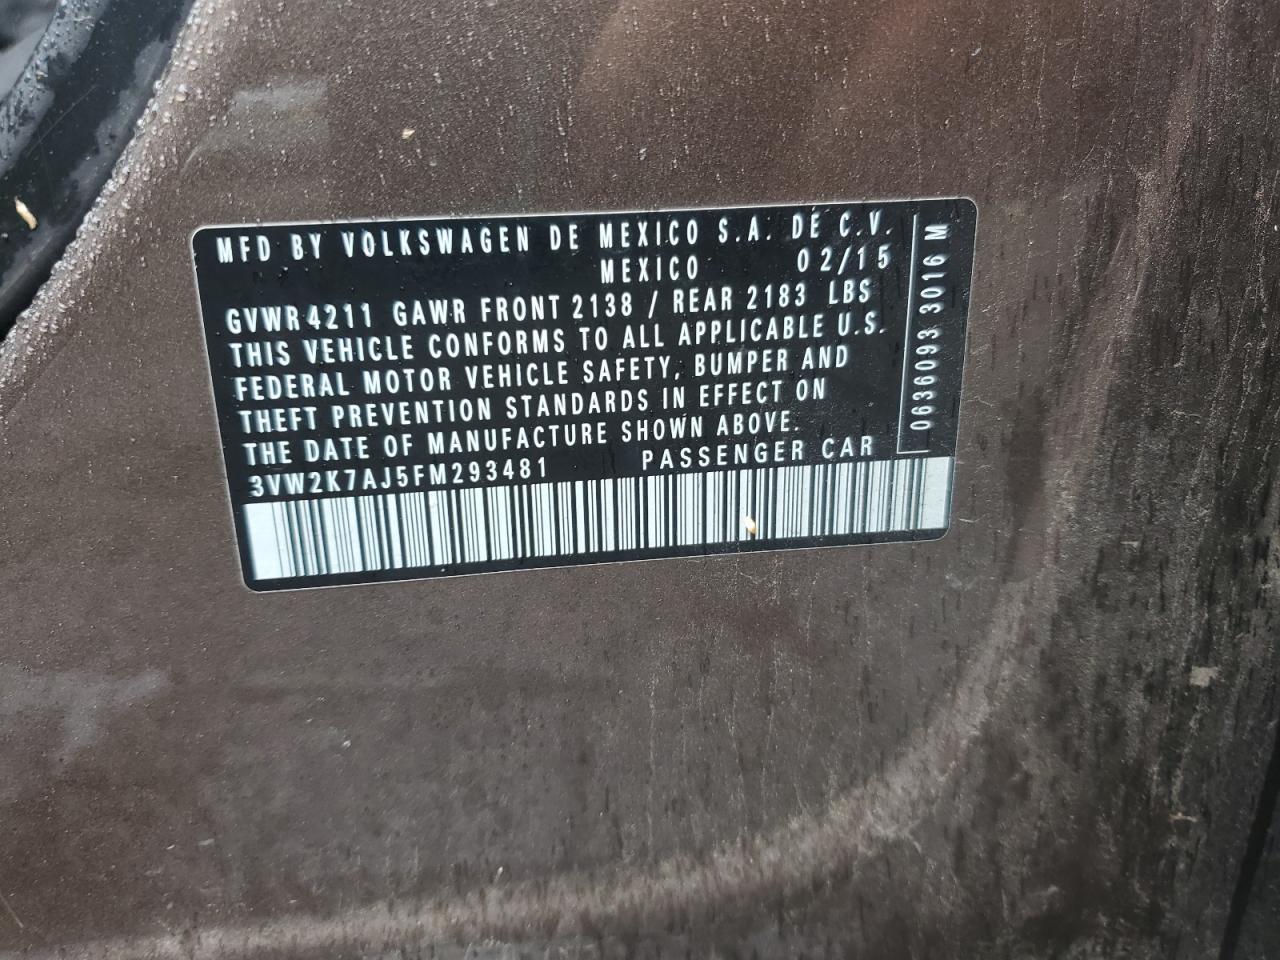 MFD BY VOLKSWAGEN DE MEXICO S.A. DE C.V.
MEXICO 02/15
GVWR 4211 GAWR FRONT 2138 / REAR 2183 LBS
THIS VEHICLE CONFORMS TO ALL APPLICABLE U.S.
FEDERAL MOTOR VEHICLE SAFETY, BUMPER AND
THEFT PREVENTION STANDARDS IN EFFECT ON
THE DATE OF MANUFACTURE SHOWN ABOVE.
3VW2K7AJ5FM293481 PASSENGER CAR
0636093 3016 M